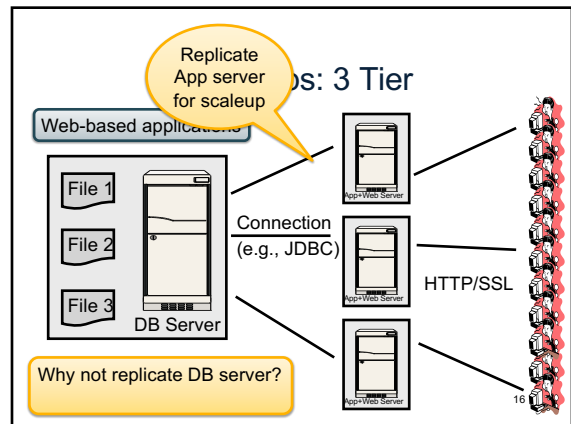 Replicate
App server
for scaleup
os: 3 Tier
Web-based applications
File 1
File 2
File 3
DB Server
Connection
(e.g., JDBC)
App+Web Server
App+Web Server
App+Web Server
HTTP/SSL
Why not replicate DB server?
16